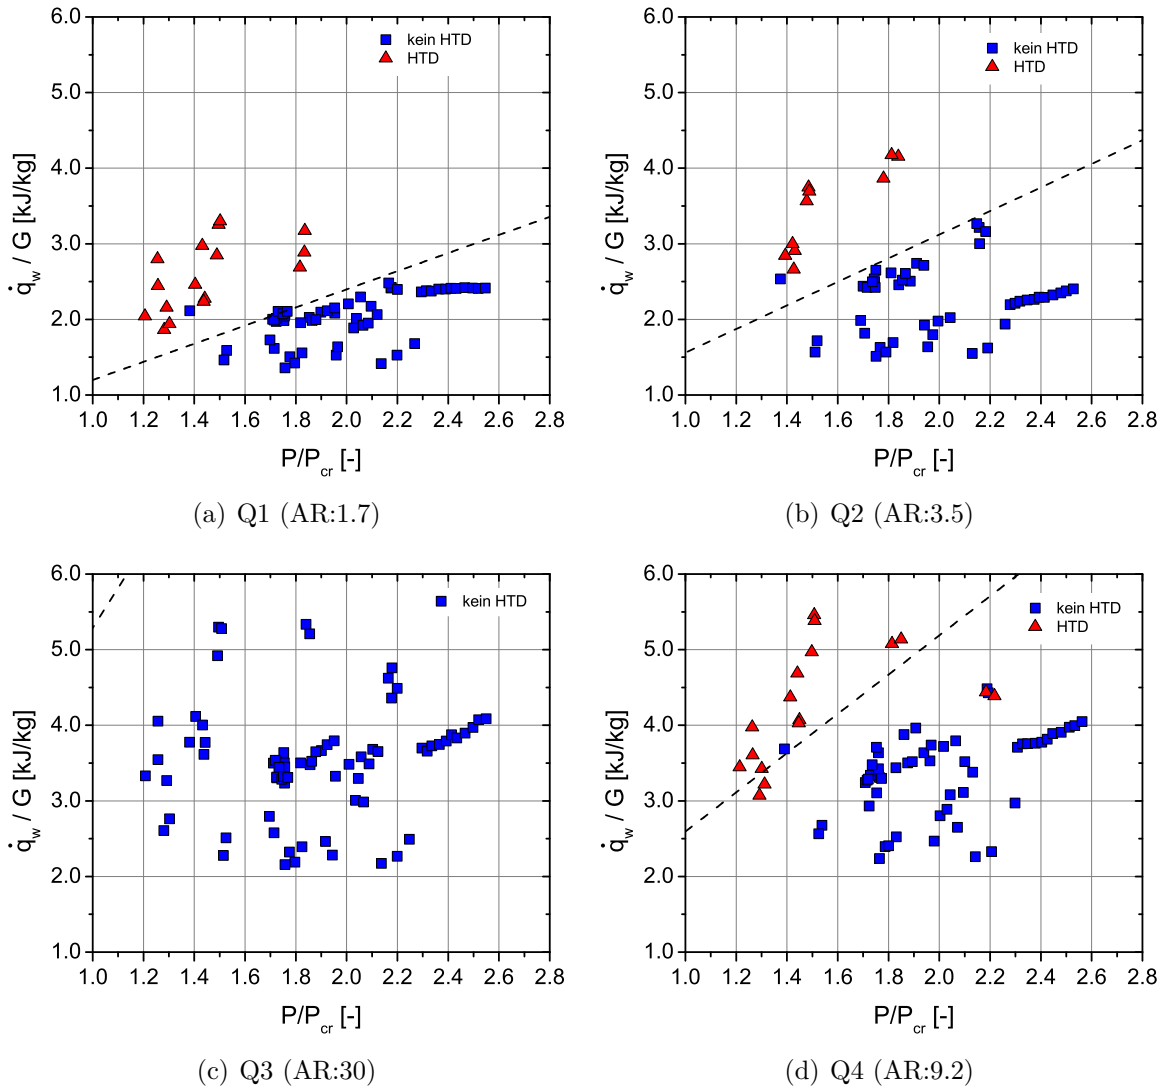 6.0
5.0
4.0
3.0
2.0
1.0
1.0 1.2 1.4 1.6 1.8 2.0 2.2 2.4 2.6 2.8
q̇w / G [kJ/kg]
P/Pcr [-]
kein HTD
HTD
(a) Q1 (AR:1.7)
6.0
5.0
4.0
3.0
2.0
1.0
1.0 1.2 1.4 1.6 1.8 2.0 2.2 2.4 2.6 2.8
q̇w / G [kJ/kg]
P/Pcr [-]
kein HTD
HTD
(b) Q2 (AR:3.5)
6.0
5.0
4.0
3.0
2.0
1.0
1.0 1.2 1.4 1.6 1.8 2.0 2.2 2.4 2.6 2.8
q̇w / G [kJ/kg]
P/Pcr [-]
kein HTD
(c) Q3 (AR:30)
6.0
5.0
4.0
3.0
2.0
1.0
1.0 1.2 1.4 1.6 1.8 2.0 2.2 2.4 2.6 2.8
q̇w / G [kJ/kg]
P/Pcr [-]
kein HTD
HTD
(d) Q4 (AR:9.2)